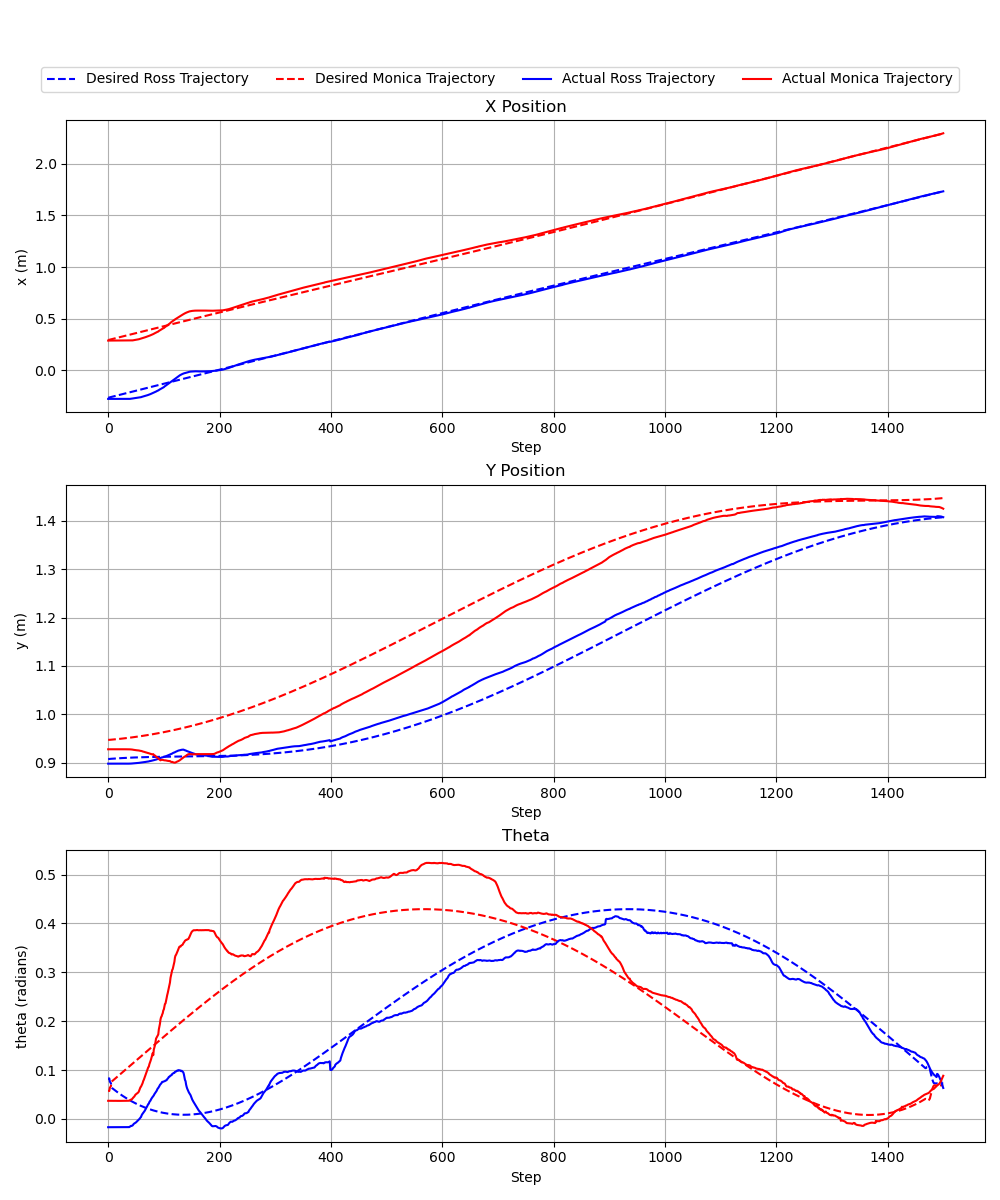 Desired Ross Trajectory Desired Monica Trajectory Actual Ross Trajectory Actual Monica Trajectory
X Position
2.0
1.5
1.0
0.5
0.0
x (m)
0 200 400 600 800 1000 1200 1400
Step
Y Position
1.4
1.3
1.2
1.1
1.0
0.9
y (m)
0 200 400 600 800 1000 1200 1400
Step
Theta
0.5
0.4
0.3
0.2
0.1
0.0
theta (radians)
0 200 400 600 800 1000 1200 1400
Step